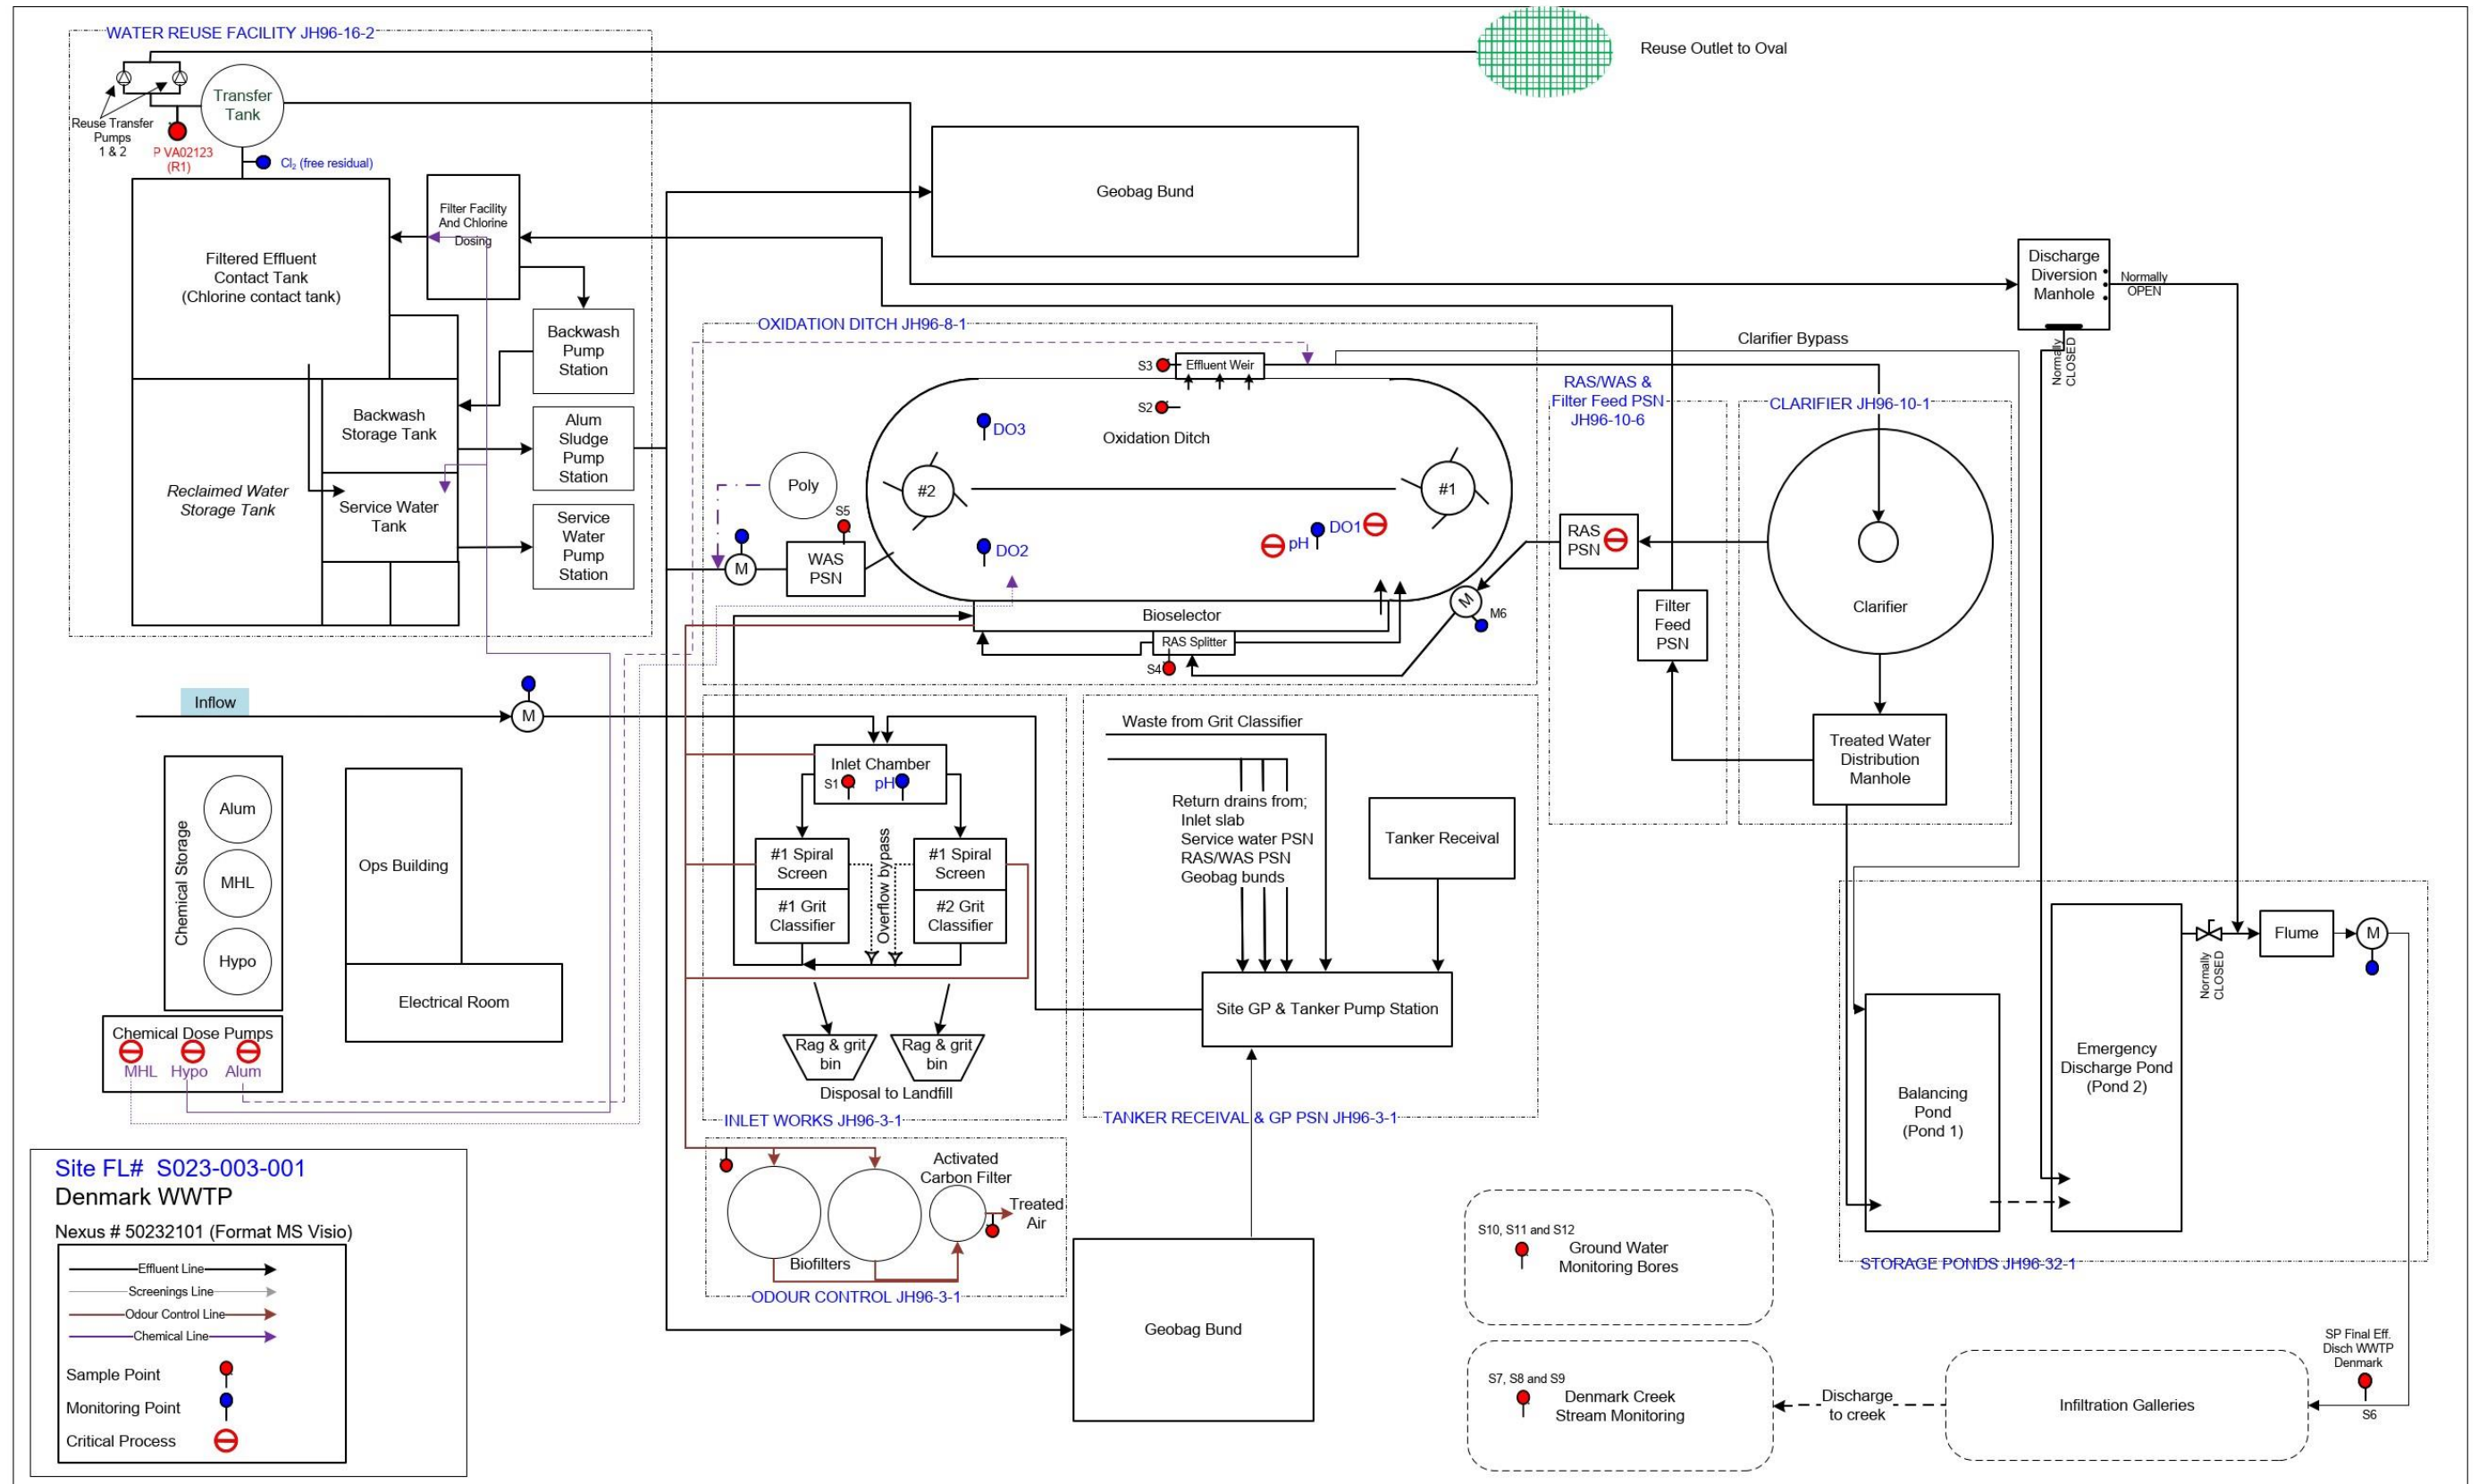 WATER REUSE FACILITY JH96-16-2
Reuse Outlet to Oval
Transfer
Tank
Reuse Transfer
Pumps
1 & 2
P VA02123
(R1)
Cl₂ (free residual)
Filter Facility
And Chlorine
Dosing
Filtered Effluent
Contact Tank
(Chlorine contact tank)
Geobag Bund
Discharge
Diversion
Manhole
Normally
OPEN
Normally
CLOSED
Backwash
Pump
Station
Backwash
Storage Tank
Alum
Sludge
Pump
Station
Reclaimed Water
Storage Tank
Service Water
Tank
Service
Water
Pump
Station
OXIDATION DITCH JH96-8-1
Clarifier Bypass
S3
Effluent Weir
S2
DO3
Oxidation Ditch
#2
#1
DO2
pH
DO1
Poly
S5
M
WAS
PSN
Bioselector
RAS Splitter
S4
M
M6
RAS/WAS &
Filter Feed PSN
JH96-10-6
RAS
PSN
Filter
Feed
PSN
CLARIFIER JH96-10-1
Clarifier
Treated Water
Distribution
Manhole
Inflow
M
Inlet Chamber
S1
pH
#1 Spiral
Screen
#1 Grit
Classifier
Overflow bypass
#1 Spiral
Screen
#2 Grit
Classifier
Rag & grit
bin
Rag & grit
bin
Disposal to Landfill
INLET WORKS JH96-3-1
Waste from Grit Classifier
Return drains from;
Inlet slab
Service water PSN
RAS/WAS PSN
Geobag bunds
Tanker Receival
Site GP & Tanker Pump Station
TANKER RECEIVAL & GP PSN JH96-3-1
Chemical Storage
Alum
MHL
Hypo
Ops Building
Electrical Room
Chemical Dose Pumps
MHL
Hypo
Alum
Normally
CLOSED
Flume
M
Balancing
Pond
(Pond 1)
Emergency
Discharge Pond
(Pond 2)
STORAGE PONDS JH96-32-1
Activated
Carbon Filter
Treated
Air
Biofilters
ODOUR CONTROL JH96-3-1
Geobag Bund
S10, S11 and S12
Ground Water
Monitoring Bores
S7, S8 and S9
Denmark Creek
Stream Monitoring
Discharge
to creek
Infiltration Galleries
SP Final Eff.
Disch WWTP
Denmark
S6
Site FL# S023-003-001
Denmark WWTP
Nexus # 50232101 (Format MS Visio)
Effluent Line
Screenings Line
Odour Control Line
Chemical Line
Sample Point
Monitoring Point
Critical Process